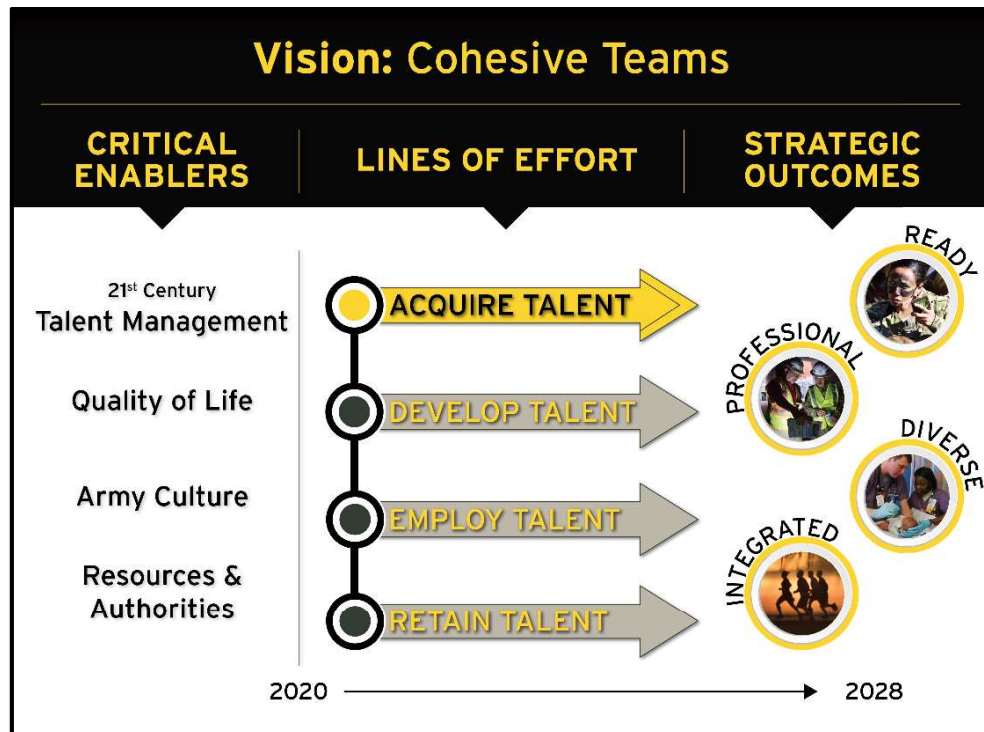 Vision: Cohesive Teams
CRITICAL
ENABLERS
LINES OF EFFORT
STRATEGIC
OUTCOMES
21st Century
Talent Management
Quality of Life
Army Culture
Resources &
Authorities
ACQUIRE TALENT
DEVELOP TALENT
EMPLOY TALENT
RETAIN TALENT
READY
PROFESSIONAL
DIVERSE
INTEGRATED
2020
2028